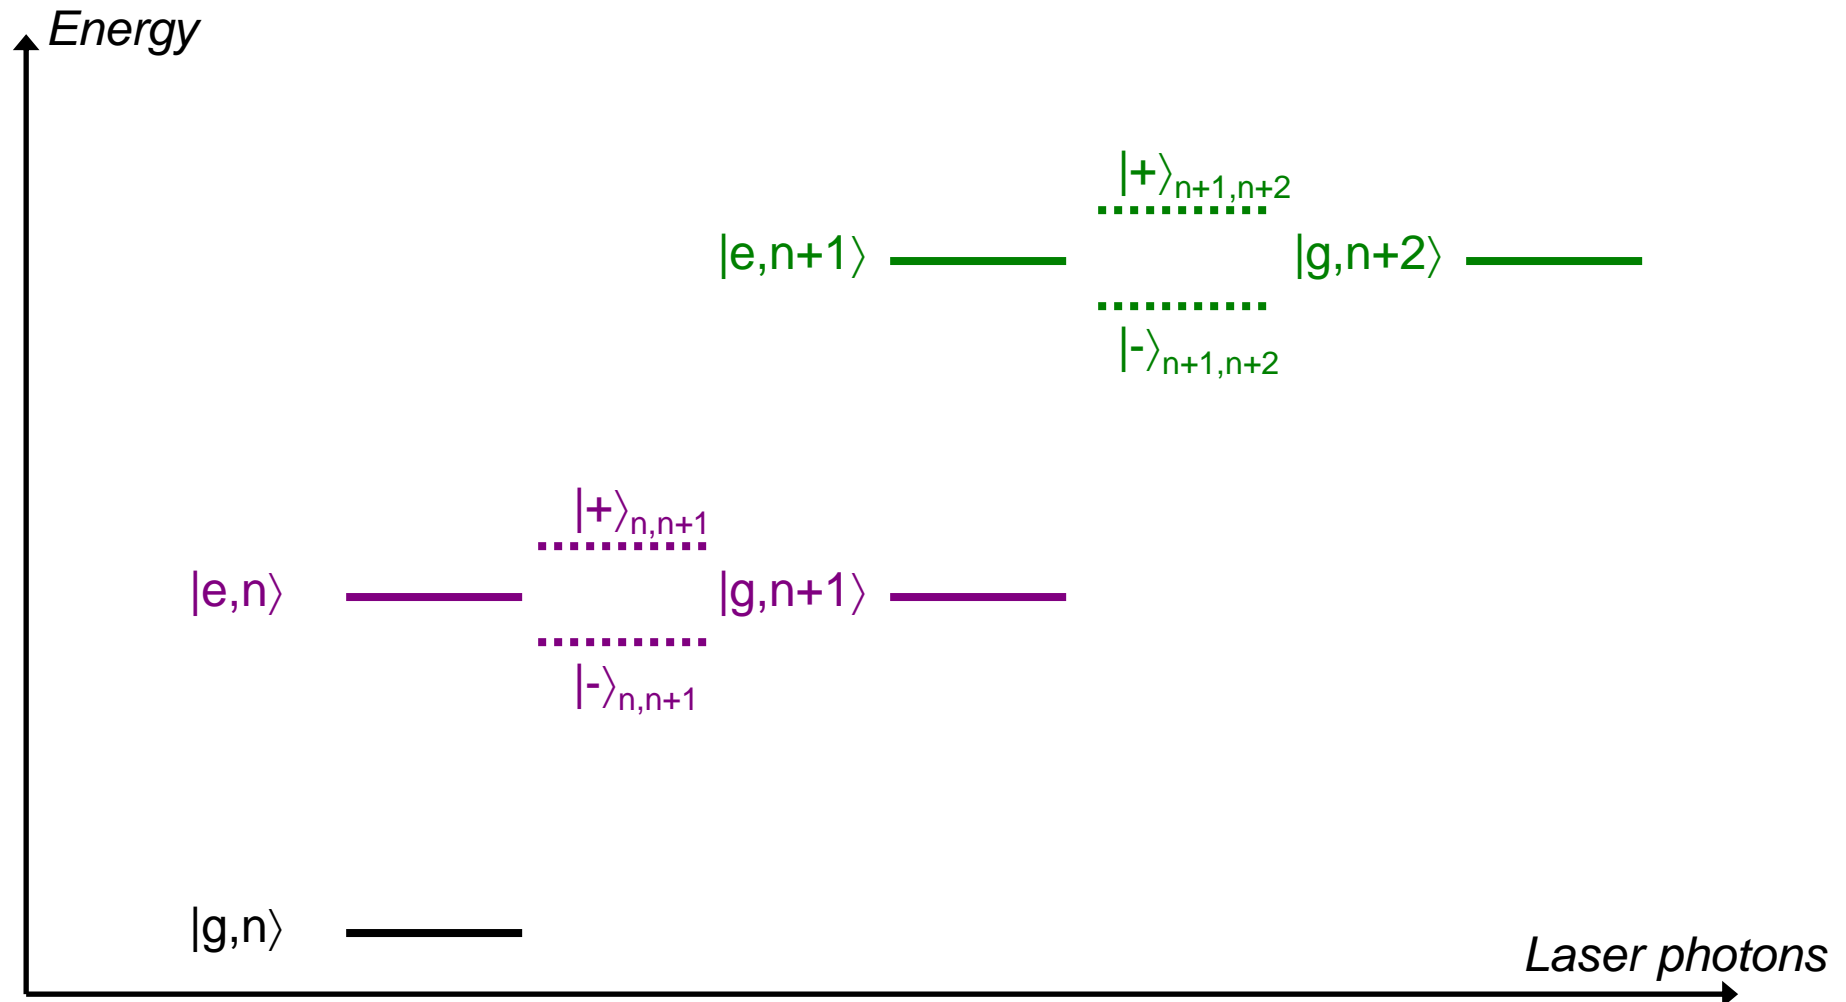 Energy
|+⟩n+1,n+2
|e,n+1⟩
|g,n+2⟩
|-⟩n+1,n+2
|+⟩n,n+1
|e,n⟩
|g,n+1⟩
|-⟩n,n+1
|g,n⟩
Laser photons